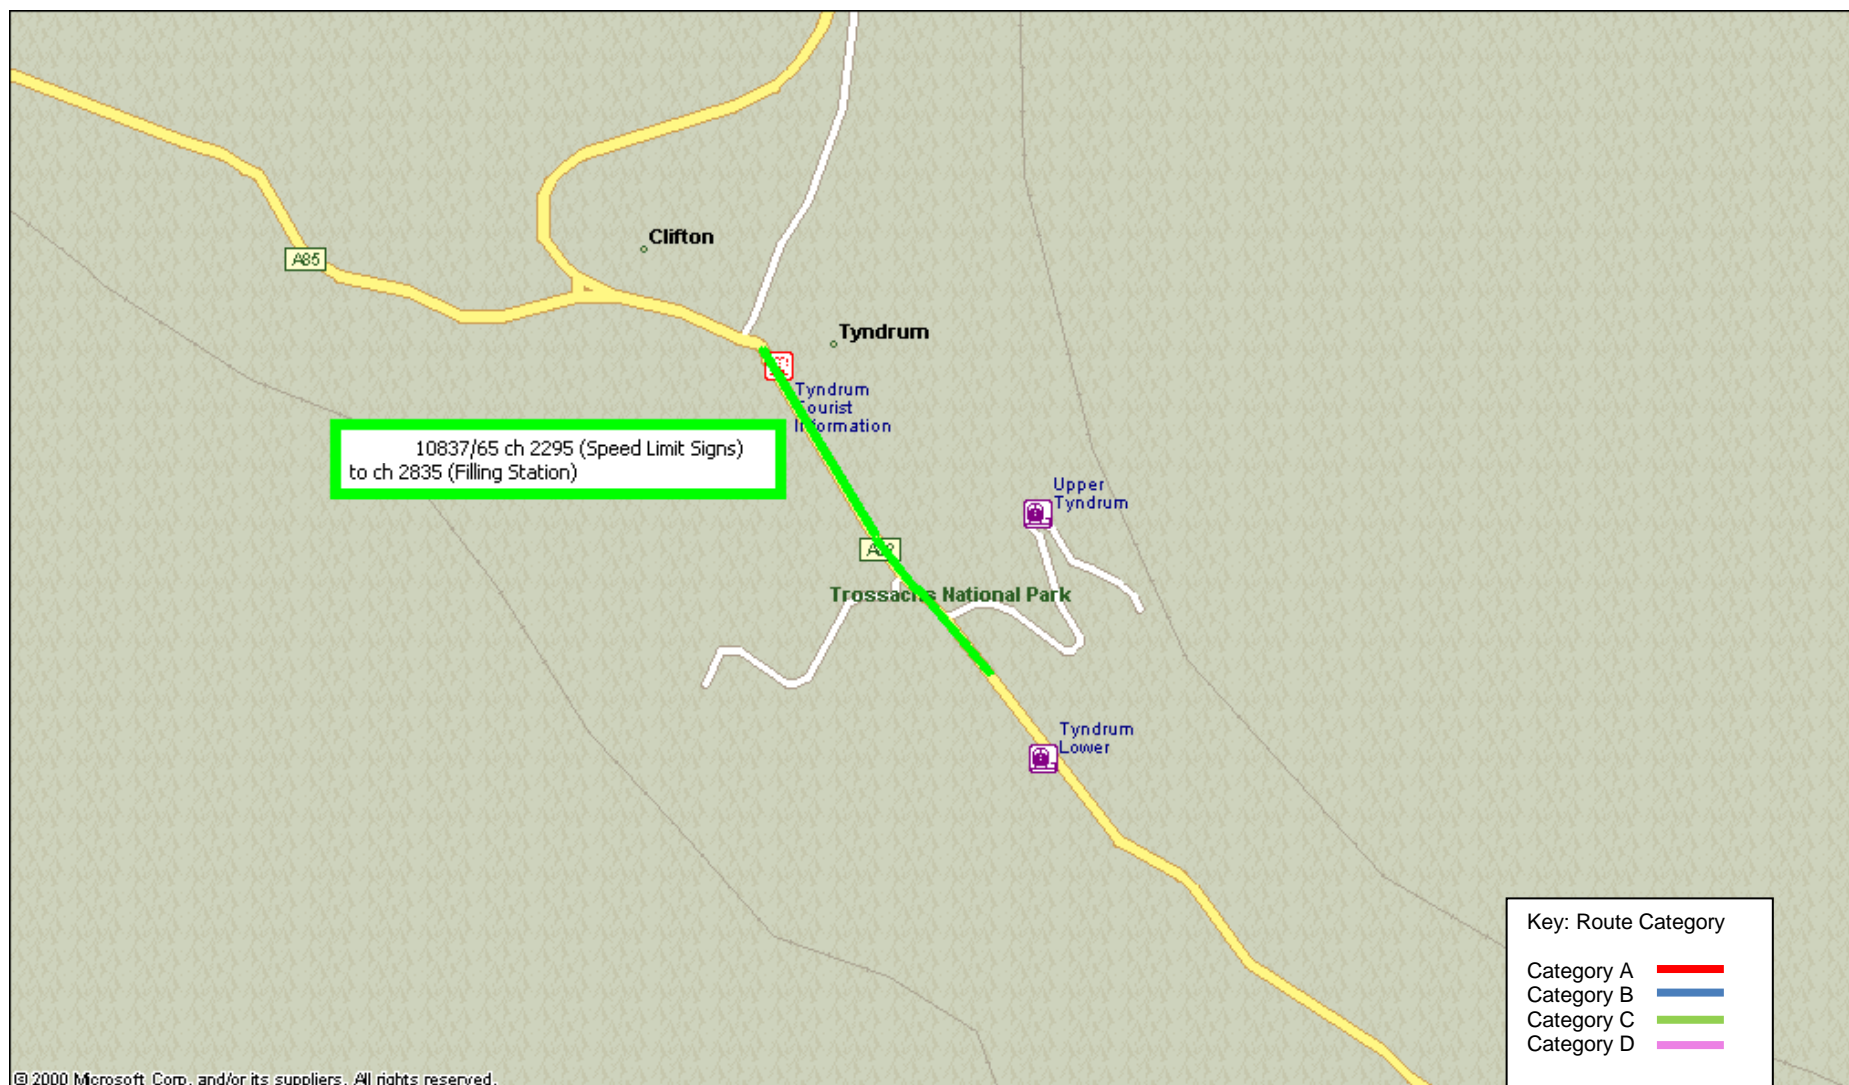 Clifton
A85
Tyndrum
Tyndrum
Tourist
Information
10837/65 ch 2295 (Speed Limit Signs)
to ch 2835 (Filling Station)
Upper
Tyndrum
Trossachs National Park
Tyndrum
Lower
Key: Route Category
Category A
Category B
Category C
Category D
© 2000 Microsoft Corp. and/or its suppliers. All rights reserved.